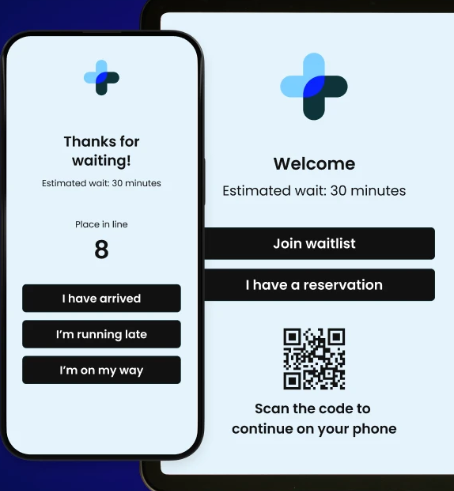 Thanks for
waiting!
Estimated wait: 30 minutes
Place in line
8
I have arrived
I'm running late
I'm on my way
Welcome
Estimated wait: 30 minutes
Join waitlist
I have a reservation
Scan the code to
continue on your phone